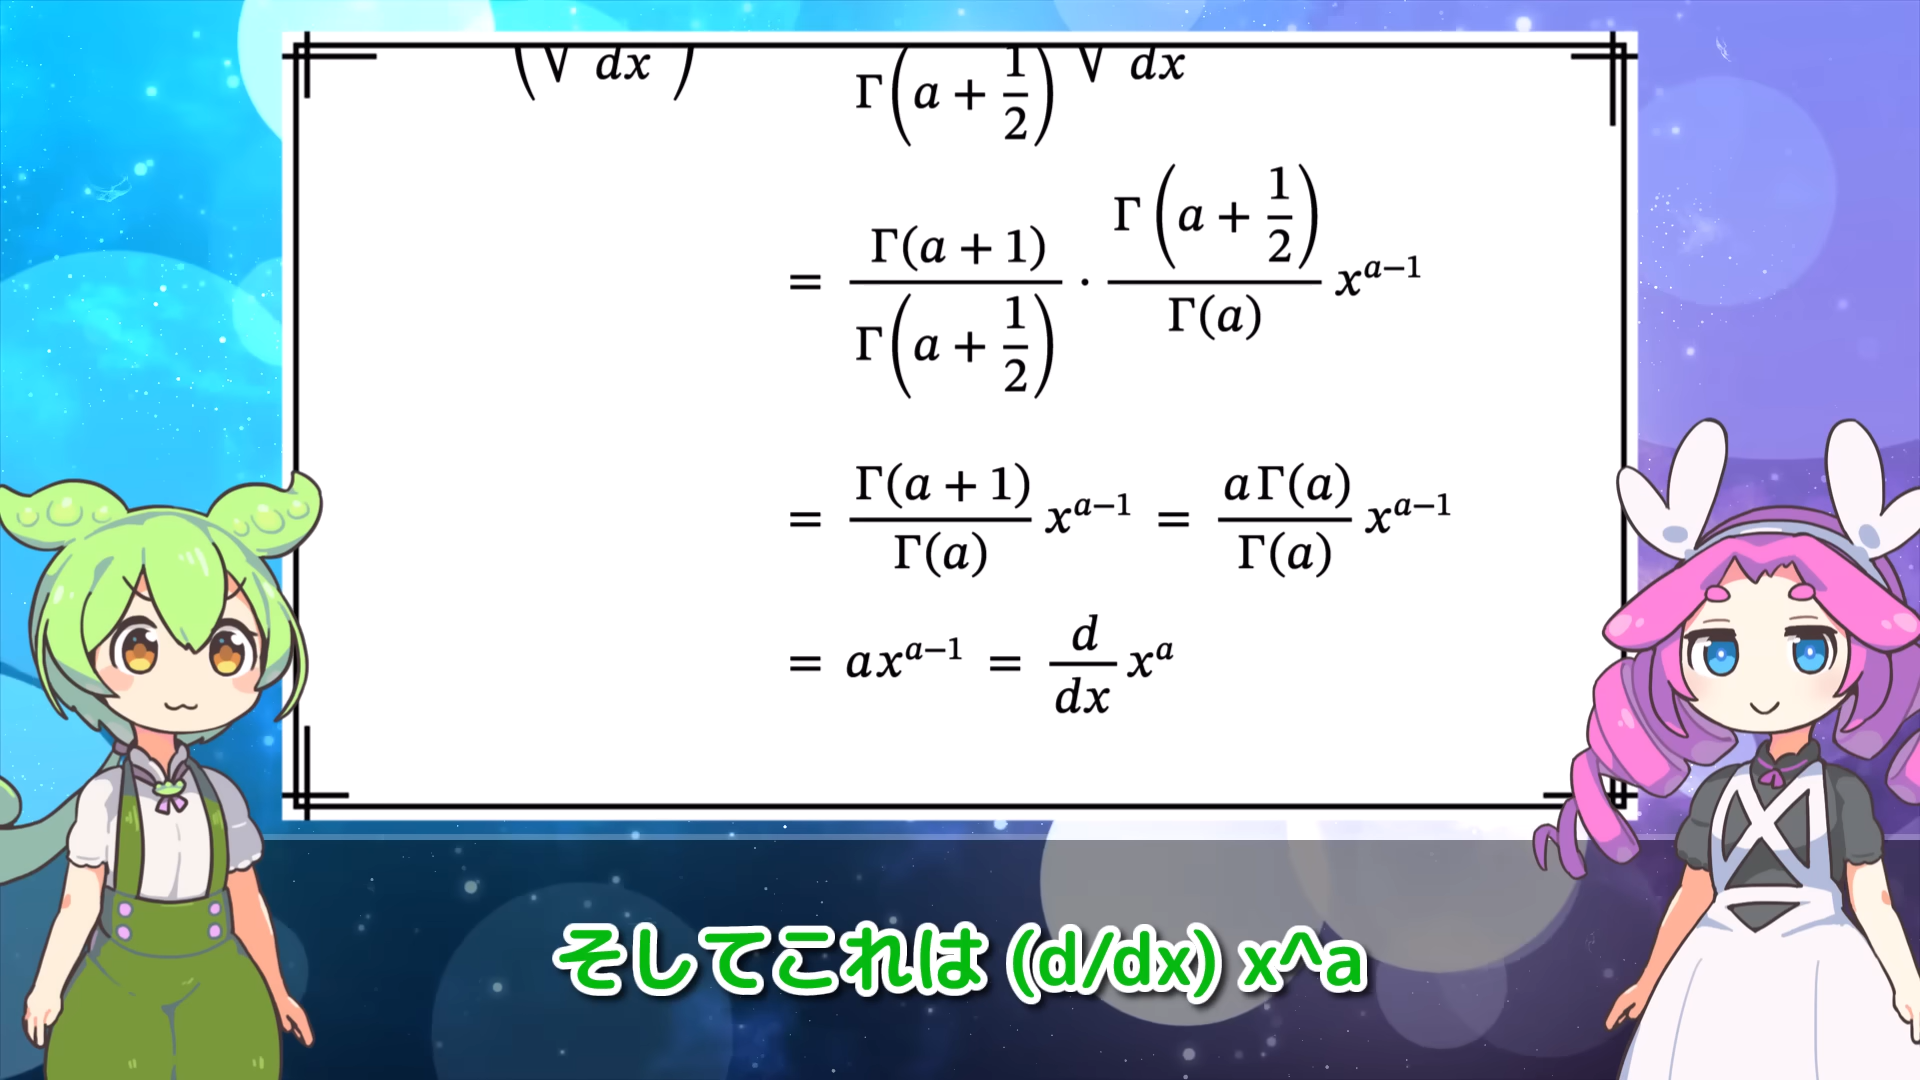 (√ dx) Γ(a + 1/2) √ dx
= Γ(a + 1)/Γ(a + 1/2) · Γ(a + 1/2)/Γ(a) x^{a−1}
= Γ(a + 1)/Γ(a) x^{a−1} = aΓ(a)/Γ(a) x^{a−1}
= ax^{a−1} = d/dx x^a
そしてこれは (d/dx) x^a